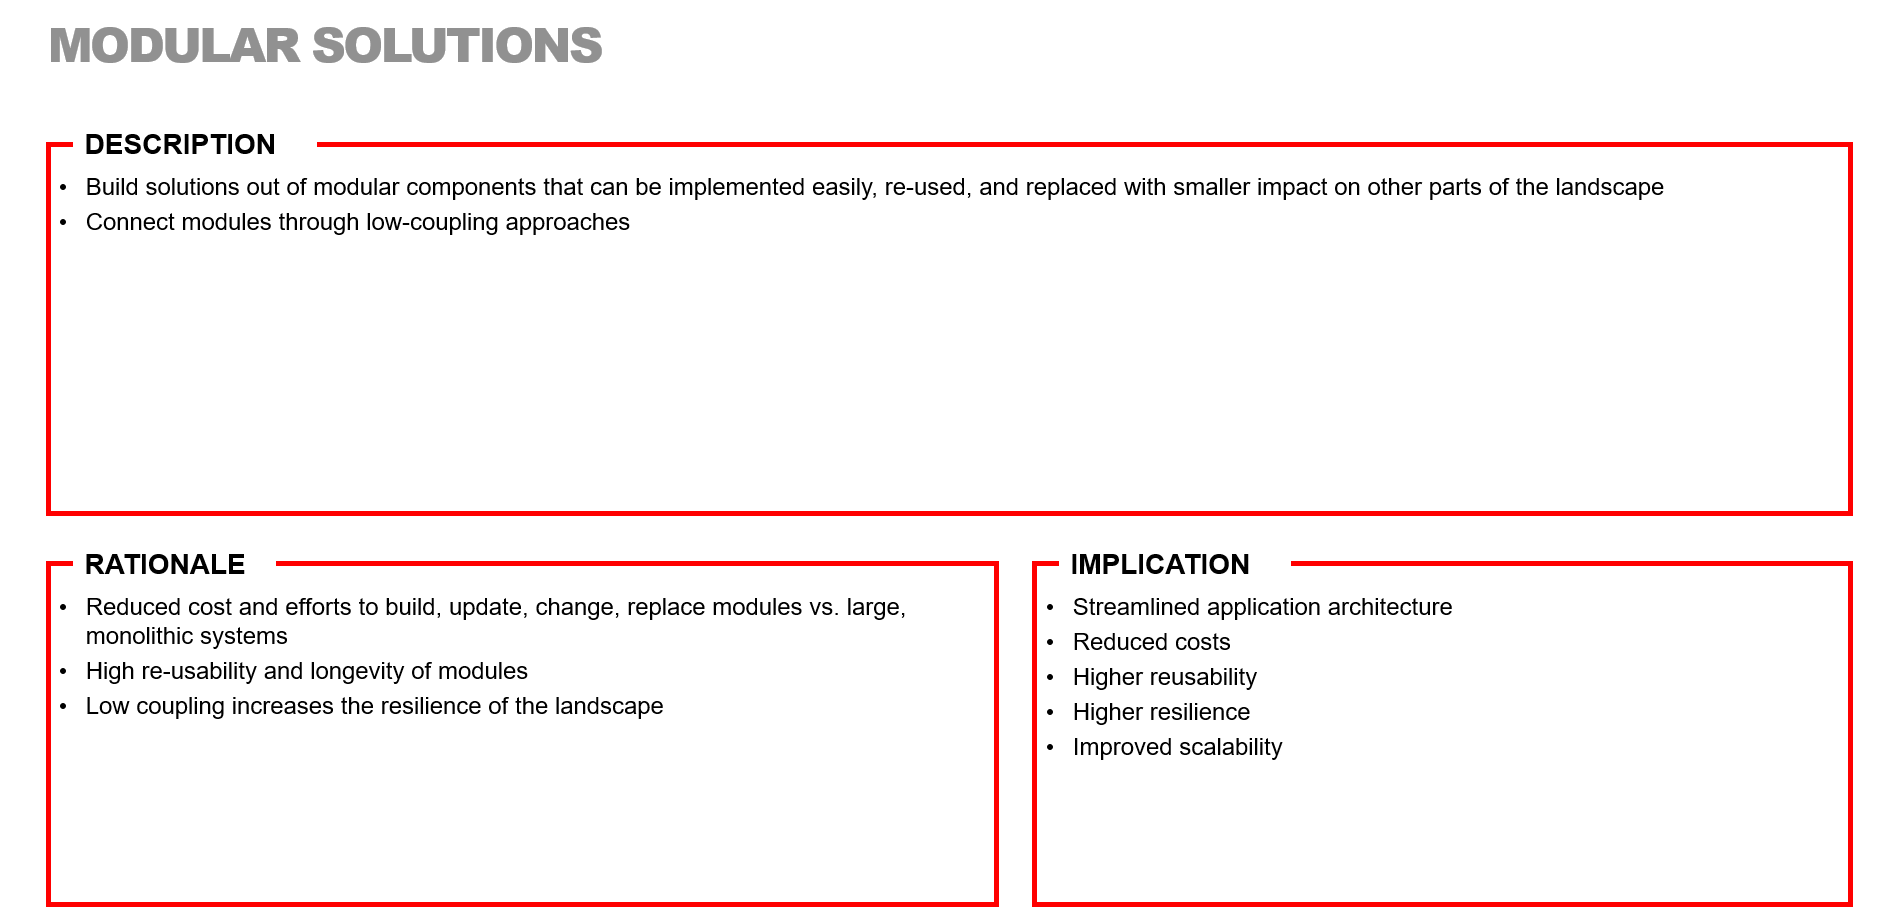 MODULAR SOLUTIONS
DESCRIPTION
• Build solutions out of modular components that can be implemented easily, re-used, and replaced with smaller impact on other parts of the landscape
• Connect modules through low-coupling approaches
RATIONALE
• Reduced cost and efforts to build, update, change, replace modules vs. large,
monolithic systems
• High re-usability and longevity of modules
• Low coupling increases the resilience of the landscape
IMPLICATION
• Streamlined application architecture
• Reduced costs
• Higher reusability
• Higher resilience
• Improved scalability